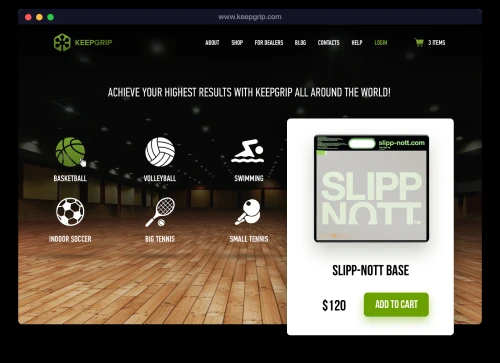 www.keepgrip.com
KEEPGRIP
ABOUT SHOP FOR DEALERS BLOG CONTACTS HELP LOGIN 3 ITEMS
ACHIEVE YOUR HIGHEST RESULTS WITH KEEPGRIP ALL AROUND THE WORLD!
BASKETBALL VOLLEYBALL SWIMMING
INDOOR SOCCER BIG TENNIS SMALL TENNIS
slipp-nott.com
SLIPP
NOTT
SLIPP-NOTT BASE
$120 ADD TO CART